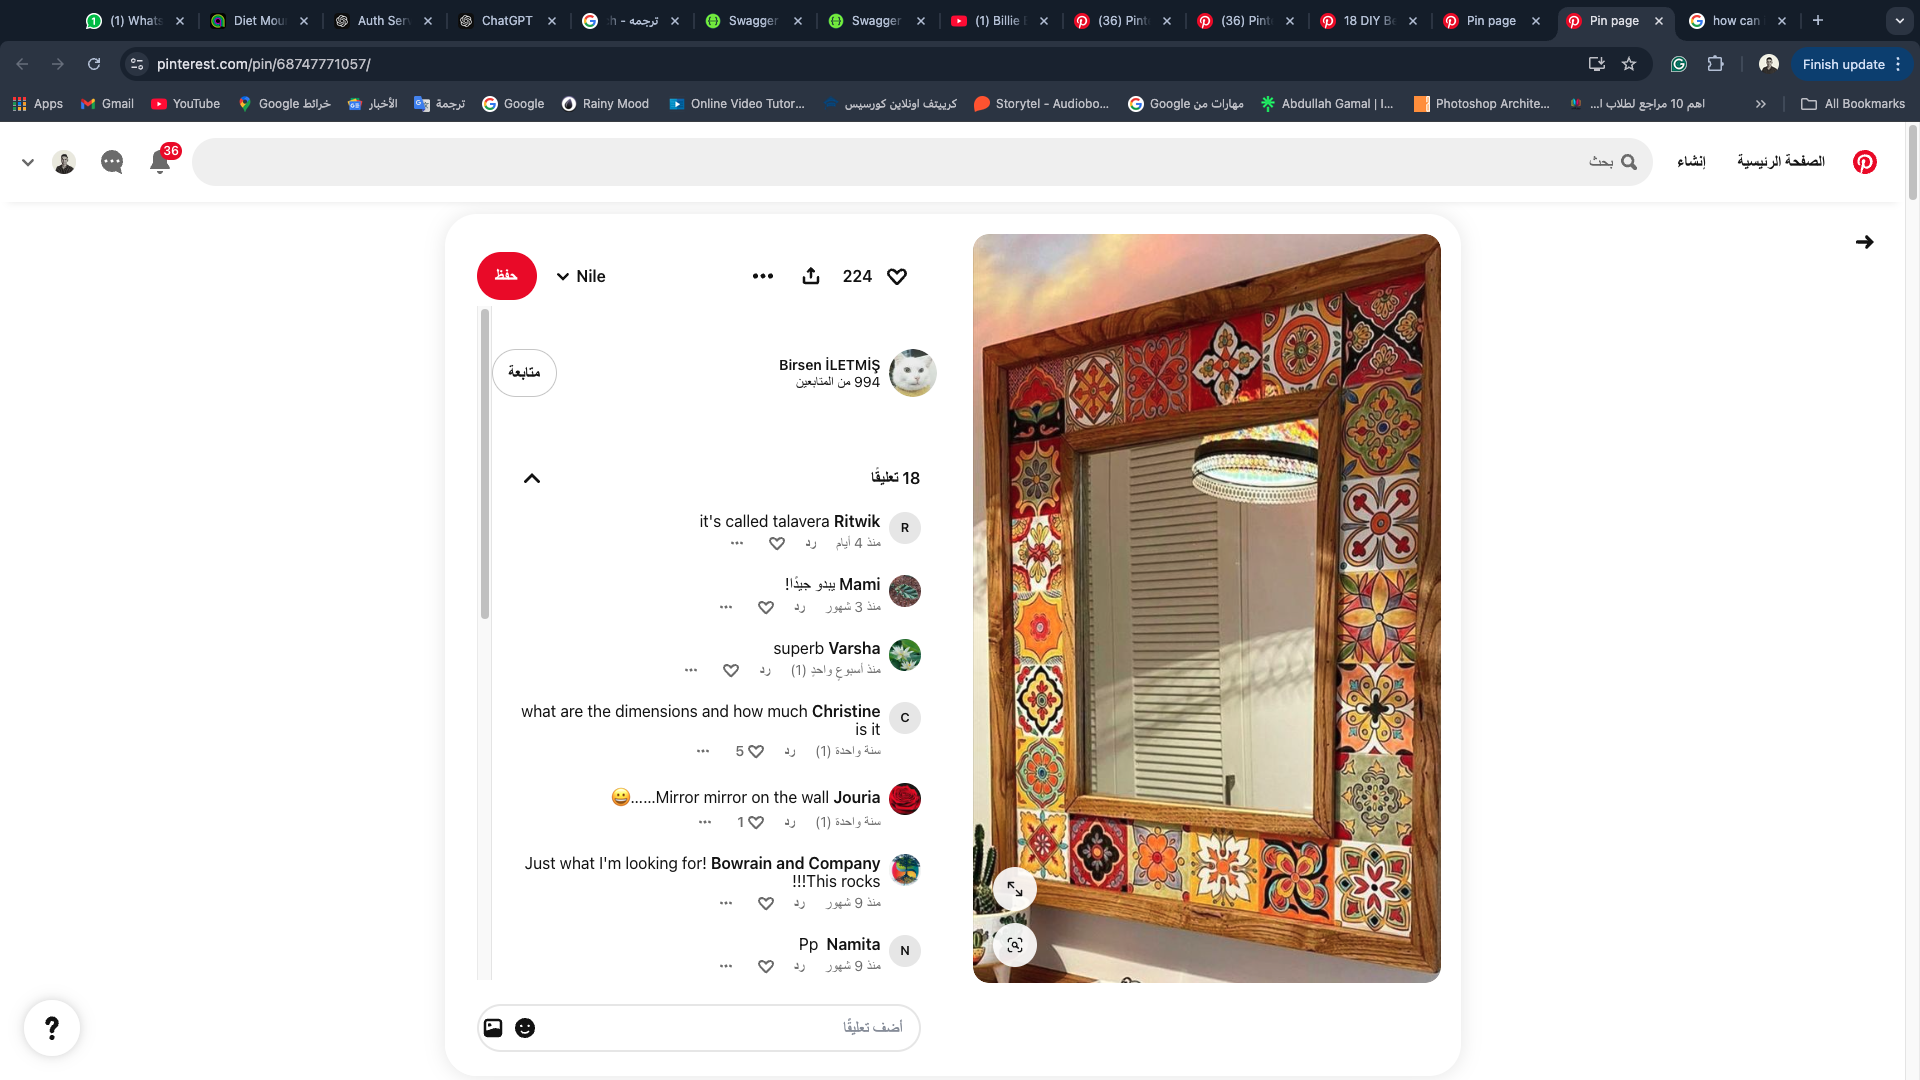 (1) Whats
Diet Mou
Auth Serv
ChatGPT
ترجمه - ch
Swagger
Swagger
(1) Billie E
(36) Pint
(36) Pint
18 DIY Be
Pin page
Pin page
how can
pinterest.com/pin/68747771057/
Finish update
Apps
Gmail
YouTube
خرائط Google
الأخبار
ترجمة
Google
Rainy Mood
Online Video Tutor...
كرييتف اونلاين كورسيس
Storytel - Audiobo...
مهارات من Google
Abdullah Gamal | I...
Photoshop Archite...
اهم 10 مراجع لطلاب ا...
All Bookmarks
الصفحة الرئيسية
إنشاء
بحث
36
حفظ
Nile
224
Birsen İLETMİŞ
994 من المتابعين
متابعة
18 تعليقًا
R
Ritwik it's called talavera
منذ 4 أيام رد
Mami يبدو جيدًا!
منذ 3 شهور رد
Varsha superb
منذ أسبوع واحدٍ (1) رد
C
Christine what are the dimensions and how much
is it
سنة واحدة (1) رد 5
Jouria Mirror mirror on the wall......😀
سنة واحدة (1) رد 1
Bowrain and Company Just what I'm looking for!
This rocks!!!
منذ 9 شهور رد
N
Namita Pp
منذ 9 شهور رد
أضف تعليقًا
?